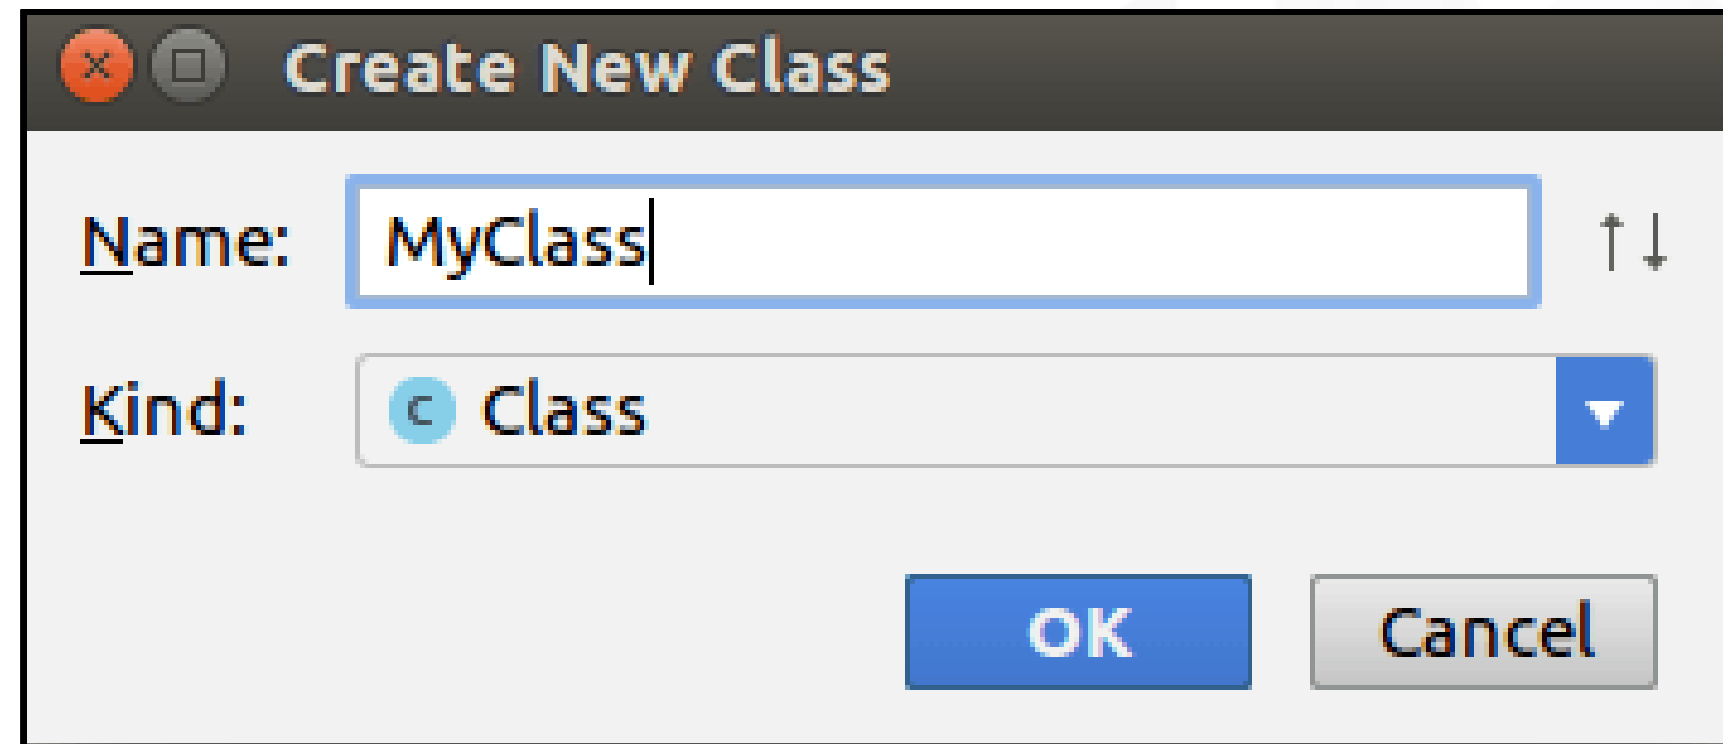 Create New Class
Name: MyClass
Kind: C Class
OK Cancel